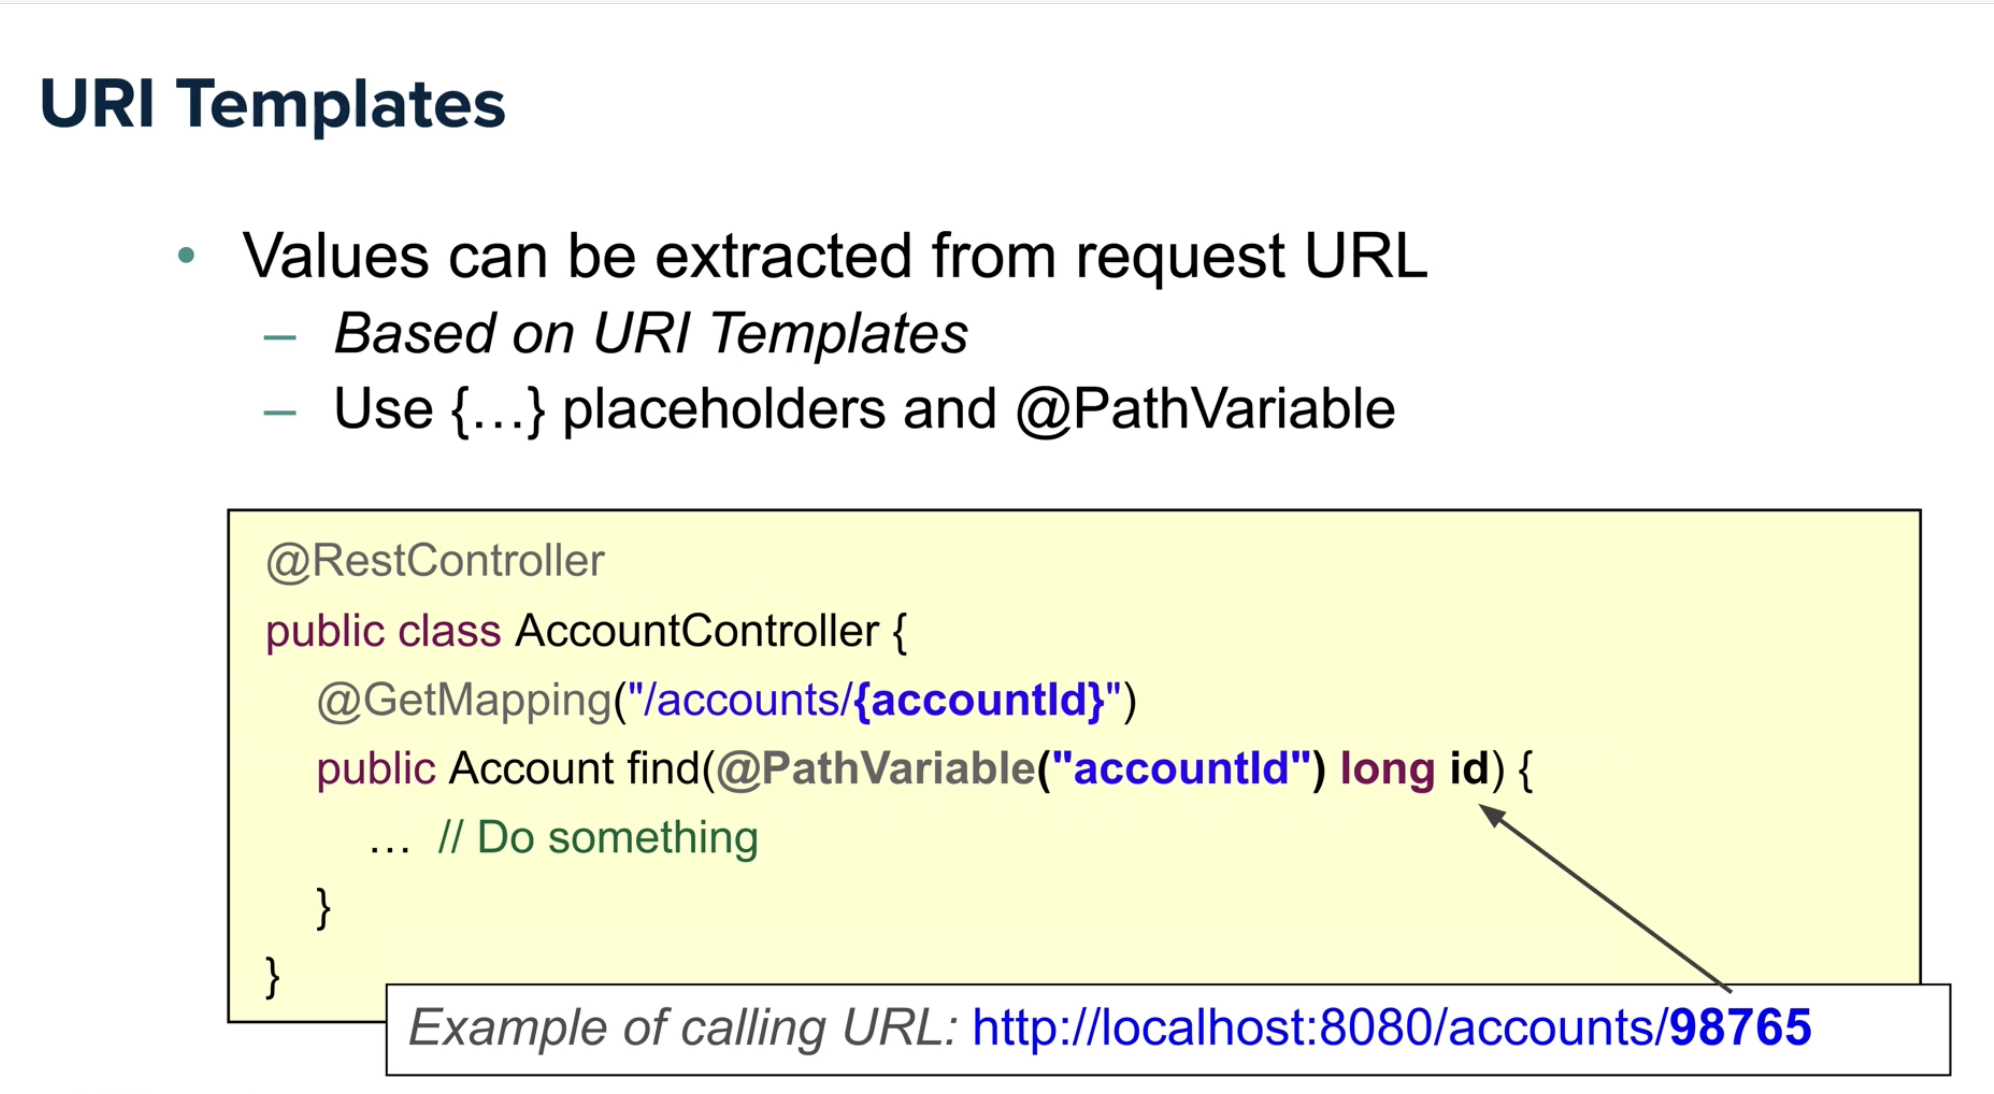 URI Templates
• Values can be extracted from request URL
– Based on URI Templates
– Use {…} placeholders and @PathVariable
@RestController
public class AccountController {
@GetMapping("/accounts/{accountId}")
public Account find(@PathVariable("accountId") long id) {
… // Do something
}
}
Example of calling URL: http://localhost:8080/accounts/98765